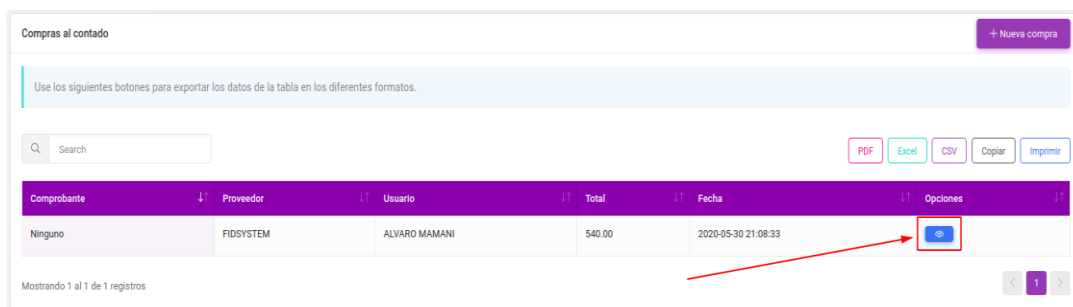 Compras al contado
+ Nueva compra
Use los siguientes botones para exportar los datos de la tabla en los diferentes formatos.
Search
PDF Excel CSV Copiar Imprimir
Comprobante Proveedor Usuario Total Fecha Opciones
Ninguno FIDSYSTEM ALVARO MAMANI 540.00 2020-05-30 21:08:33
Mostrando 1 al 1 de 1 registros
< 1 >